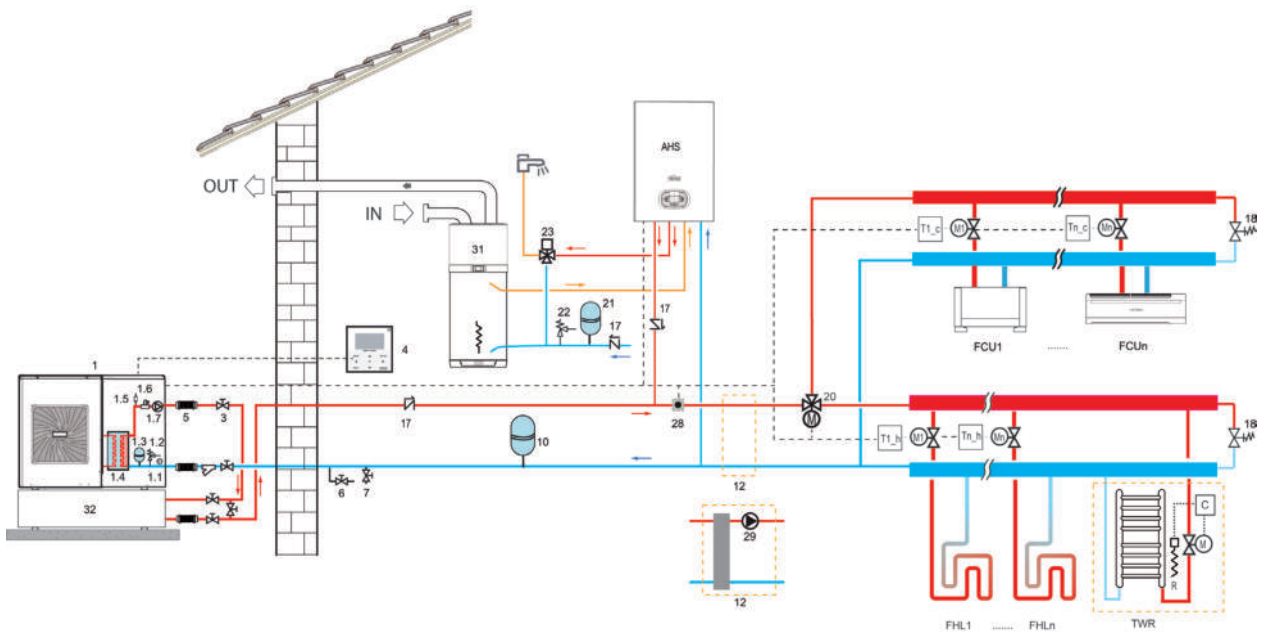 AHS
OUT
IN
23
31
18
T1_c
M1
Tn_c
Mn
22
21
17
17
FCU1
.......
FCUn
4
1
1.6
1.5
1.7
5
3
1.3
1.2
1.4
1.1
32
17
10
28
20
M
12
6
7
18
T1_h
M1
Tn_h
Mn
29
12
C
M
R
FHL1
.......
FHLn
TWR